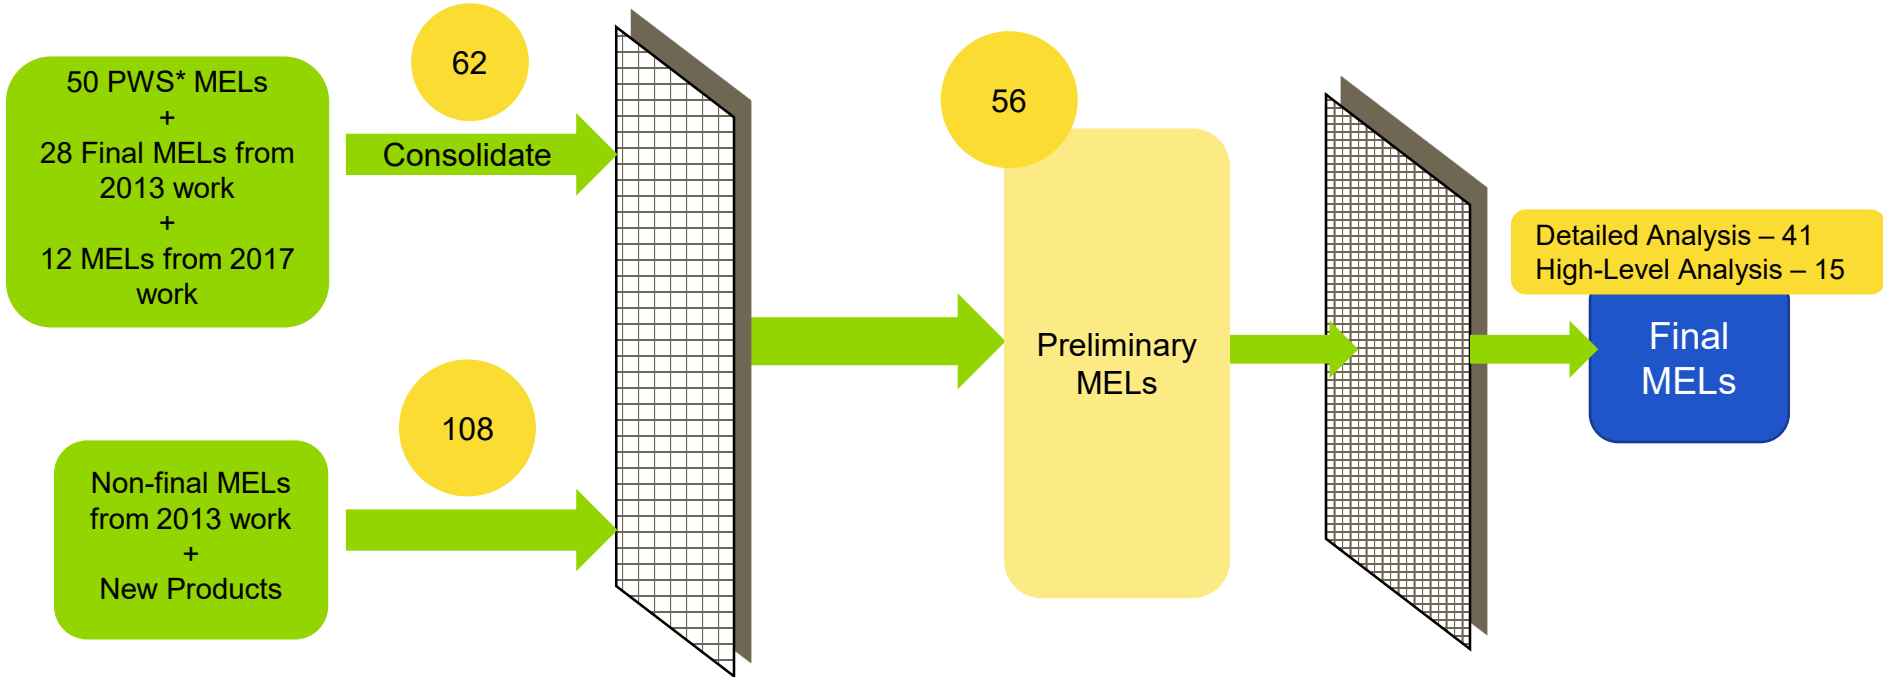 50 PWS* MELs
+
28 Final MELs from
2013 work
+
12 MELs from 2017
work
62
Consolidate
Non-final MELs
from 2013 work
+
New Products
108
56
Preliminary
MELs
Detailed Analysis – 41
High-Level Analysis – 15
Final
MELs